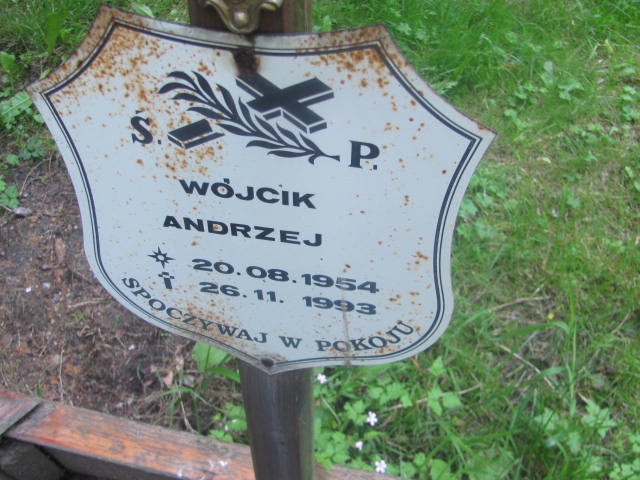 Ś. P.
WÓJCIK
ANDRZEJ
20.08.1954
26.11.1993
SPOCZYWAJ W POKOJU